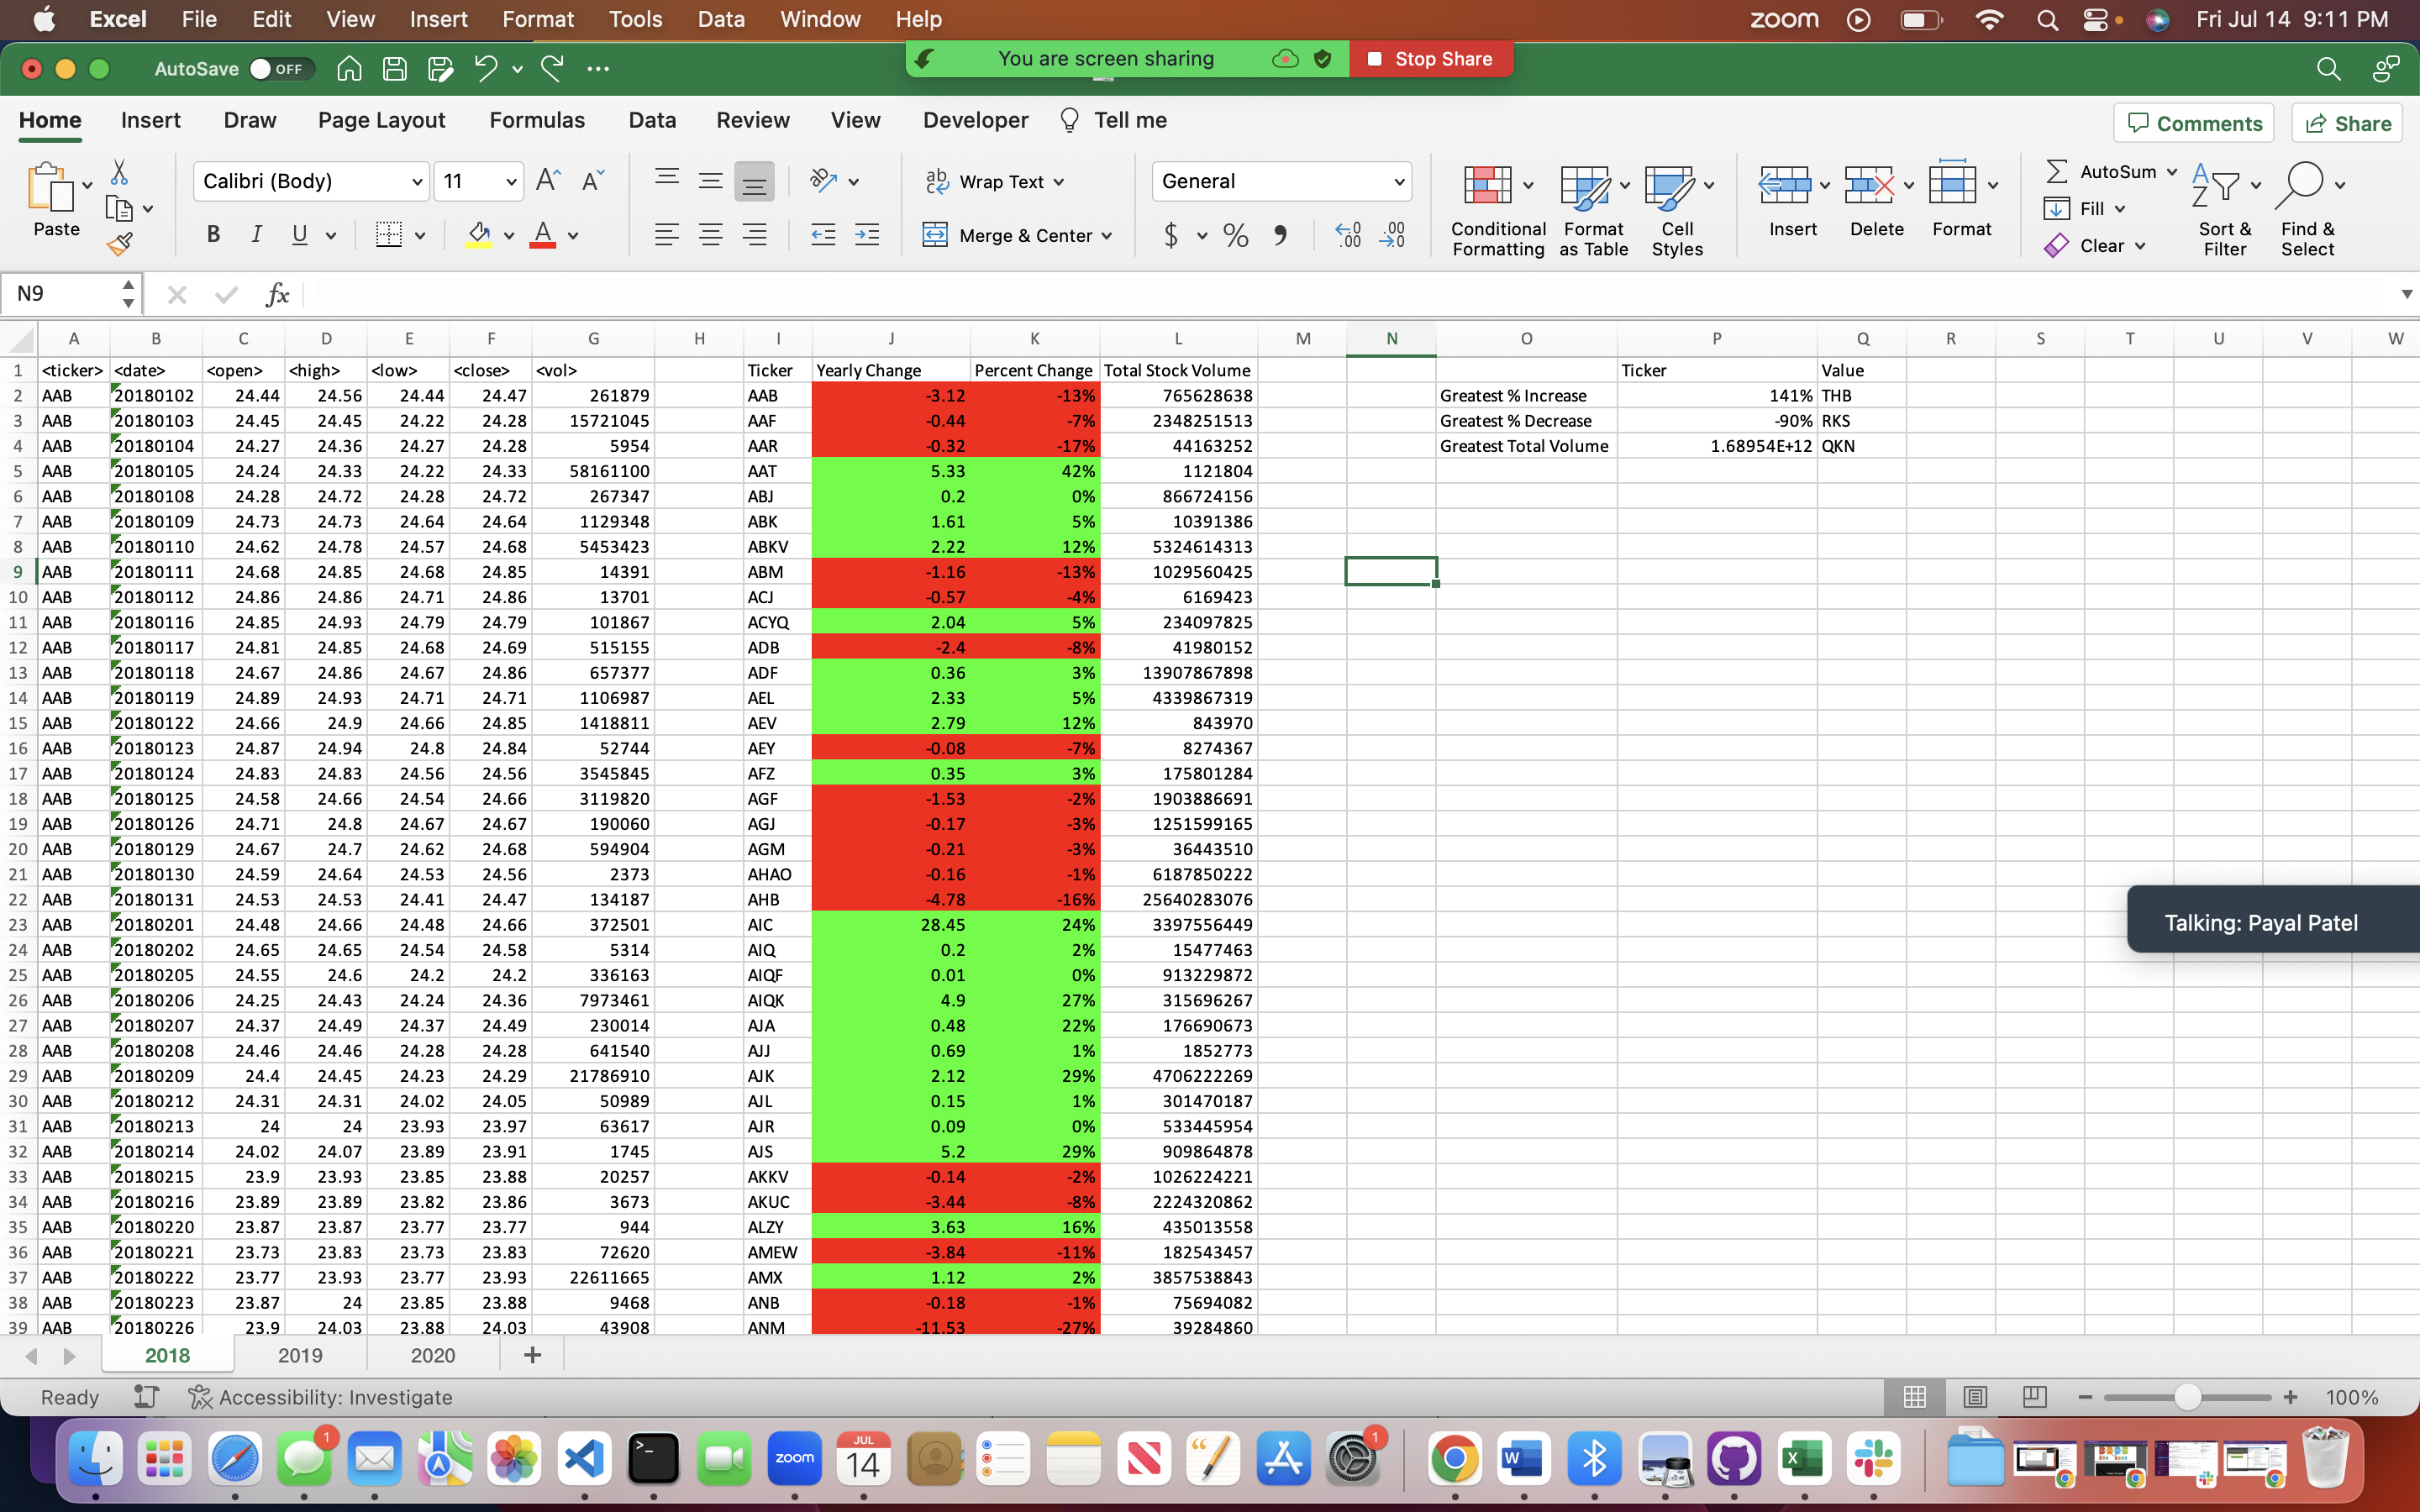 Excel File Edit View Insert Format Tools Data Window Help zoom Fri Jul 14 9:11 PM
AutoSave OFF You are screen sharing Stop Share
Home Insert Draw Page Layout Formulas Data Review View Developer Tell me Comments Share
Paste Calibri (Body) 11 Wrap Text General Conditional Formatting Format as Table Cell Styles Insert Delete Format AutoSum Fill Clear Sort & Filter Find & Select
B I U Merge & Center $ %
N9 fx
A B C D E F G H I J K L M N O P Q R S T U V W
1 <ticker> <date> <open> <high> <low> <close> <vol> Ticker Yearly Change Percent Change Total Stock Volume Ticker Value
2 AAB 20180102 24.44 24.56 24.44 24.47 261879 AAB -3.12 -13% 765628638 Greatest % Increase 141% THB
3 AAB 20180103 24.45 24.45 24.22 24.28 15721045 AAF -0.44 -7% 2348251513 Greatest % Decrease -90% RKS
4 AAB 20180104 24.27 24.36 24.27 24.28 5954 AAR -0.32 -17% 44163252 Greatest Total Volume 1.68954E+12 QKN
5 AAB 20180105 24.24 24.33 24.22 24.33 58161100 AAT 5.33 42% 1121804
6 AAB 20180108 24.28 24.72 24.28 24.72 267347 ABJ 0.2 0% 866724156
7 AAB 20180109 24.73 24.73 24.64 24.64 1129348 ABK 1.61 5% 10391386
8 AAB 20180110 24.62 24.78 24.57 24.68 5453423 ABKV 2.22 12% 5324614313
9 AAB 20180111 24.68 24.85 24.68 24.85 14391 ABM -1.16 -13% 1029560425
10 AAB 20180112 24.86 24.86 24.71 24.86 13701 ACJ -0.57 -4% 6169423
11 AAB 20180116 24.85 24.93 24.79 24.79 101867 ACYQ 2.04 5% 234097825
12 AAB 20180117 24.81 24.85 24.68 24.69 515155 ADB -2.4 -8% 41980152
13 AAB 20180118 24.67 24.86 24.67 24.86 657377 ADF 0.36 3% 13907867898
14 AAB 20180119 24.89 24.93 24.71 24.71 1106987 AEL 2.33 5% 4339867319
15 AAB 20180122 24.66 24.9 24.66 24.85 1418811 AEV 2.79 12% 843970
16 AAB 20180123 24.87 24.94 24.8 24.84 52744 AEY -0.08 -7% 8274367
17 AAB 20180124 24.83 24.83 24.56 24.56 3545845 AFZ 0.35 3% 175801284
18 AAB 20180125 24.58 24.66 24.54 24.66 3119820 AGF -1.53 -2% 1903886691
19 AAB 20180126 24.71 24.8 24.67 24.67 190060 AGJ -0.17 -3% 1251599165
20 AAB 20180129 24.67 24.7 24.62 24.68 594904 AGM -0.21 -3% 36443510
21 AAB 20180130 24.59 24.64 24.53 24.56 2373 AHAO -0.16 -1% 6187850222
22 AAB 20180131 24.53 24.53 24.41 24.47 134187 AHB -4.78 -16% 25640283076
23 AAB 20180201 24.48 24.66 24.48 24.66 372501 AIC 28.45 24% 3397556449 Talking: Payal Patel
24 AAB 20180202 24.65 24.65 24.54 24.58 5314 AIQ 0.2 2% 15477463
25 AAB 20180205 24.55 24.6 24.2 24.2 336163 AIQF 0.01 0% 913229872
26 AAB 20180206 24.25 24.43 24.24 24.36 7973461 AIQK 4.9 27% 315696267
27 AAB 20180207 24.37 24.49 24.37 24.49 230014 AJA 0.48 22% 176690673
28 AAB 20180208 24.46 24.46 24.28 24.28 641540 AJJ 0.69 1% 1852773
29 AAB 20180209 24.4 24.45 24.23 24.29 21786910 AJK 2.12 29% 4706222269
30 AAB 20180212 24.31 24.31 24.02 24.05 50989 AJL 0.15 1% 301470187
31 AAB 20180213 24 24 23.93 23.97 63617 AJR 0.09 0% 533445954
32 AAB 20180214 24.02 24.07 23.89 23.91 1745 AJS 5.2 29% 909864878
33 AAB 20180215 23.9 23.93 23.85 23.88 20257 AKKV -0.14 -2% 1026224221
34 AAB 20180216 23.89 23.89 23.82 23.86 3673 AKUC -3.44 -8% 2224320862
35 AAB 20180220 23.87 23.87 23.77 23.77 944 ALZY 3.63 16% 435013558
36 AAB 20180221 23.73 23.83 23.73 23.83 72620 AMEW -3.84 -11% 182543457
37 AAB 20180222 23.77 23.93 23.77 23.93 22611665 AMX 1.12 2% 3857538843
38 AAB 20180223 23.87 24 23.85 23.88 9468 ANB -0.18 -1% 75694082
39 AAB 20180226 23.9 24.03 23.88 24.03 43908 ANM -11.53 -27% 39284860
2018 2019 2020 +
Ready Accessibility: Investigate 100%
1 zoom JUL 14 1